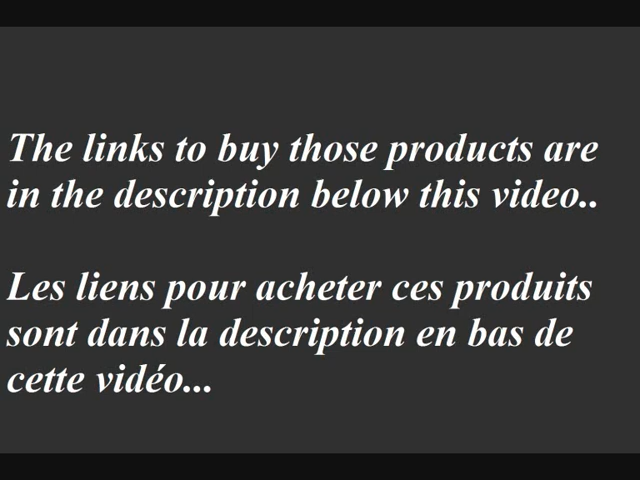 The links to buy those products are
in the description below this video..
Les liens pour acheter ces produits
sont dans la description en bas de
cette vidéo...